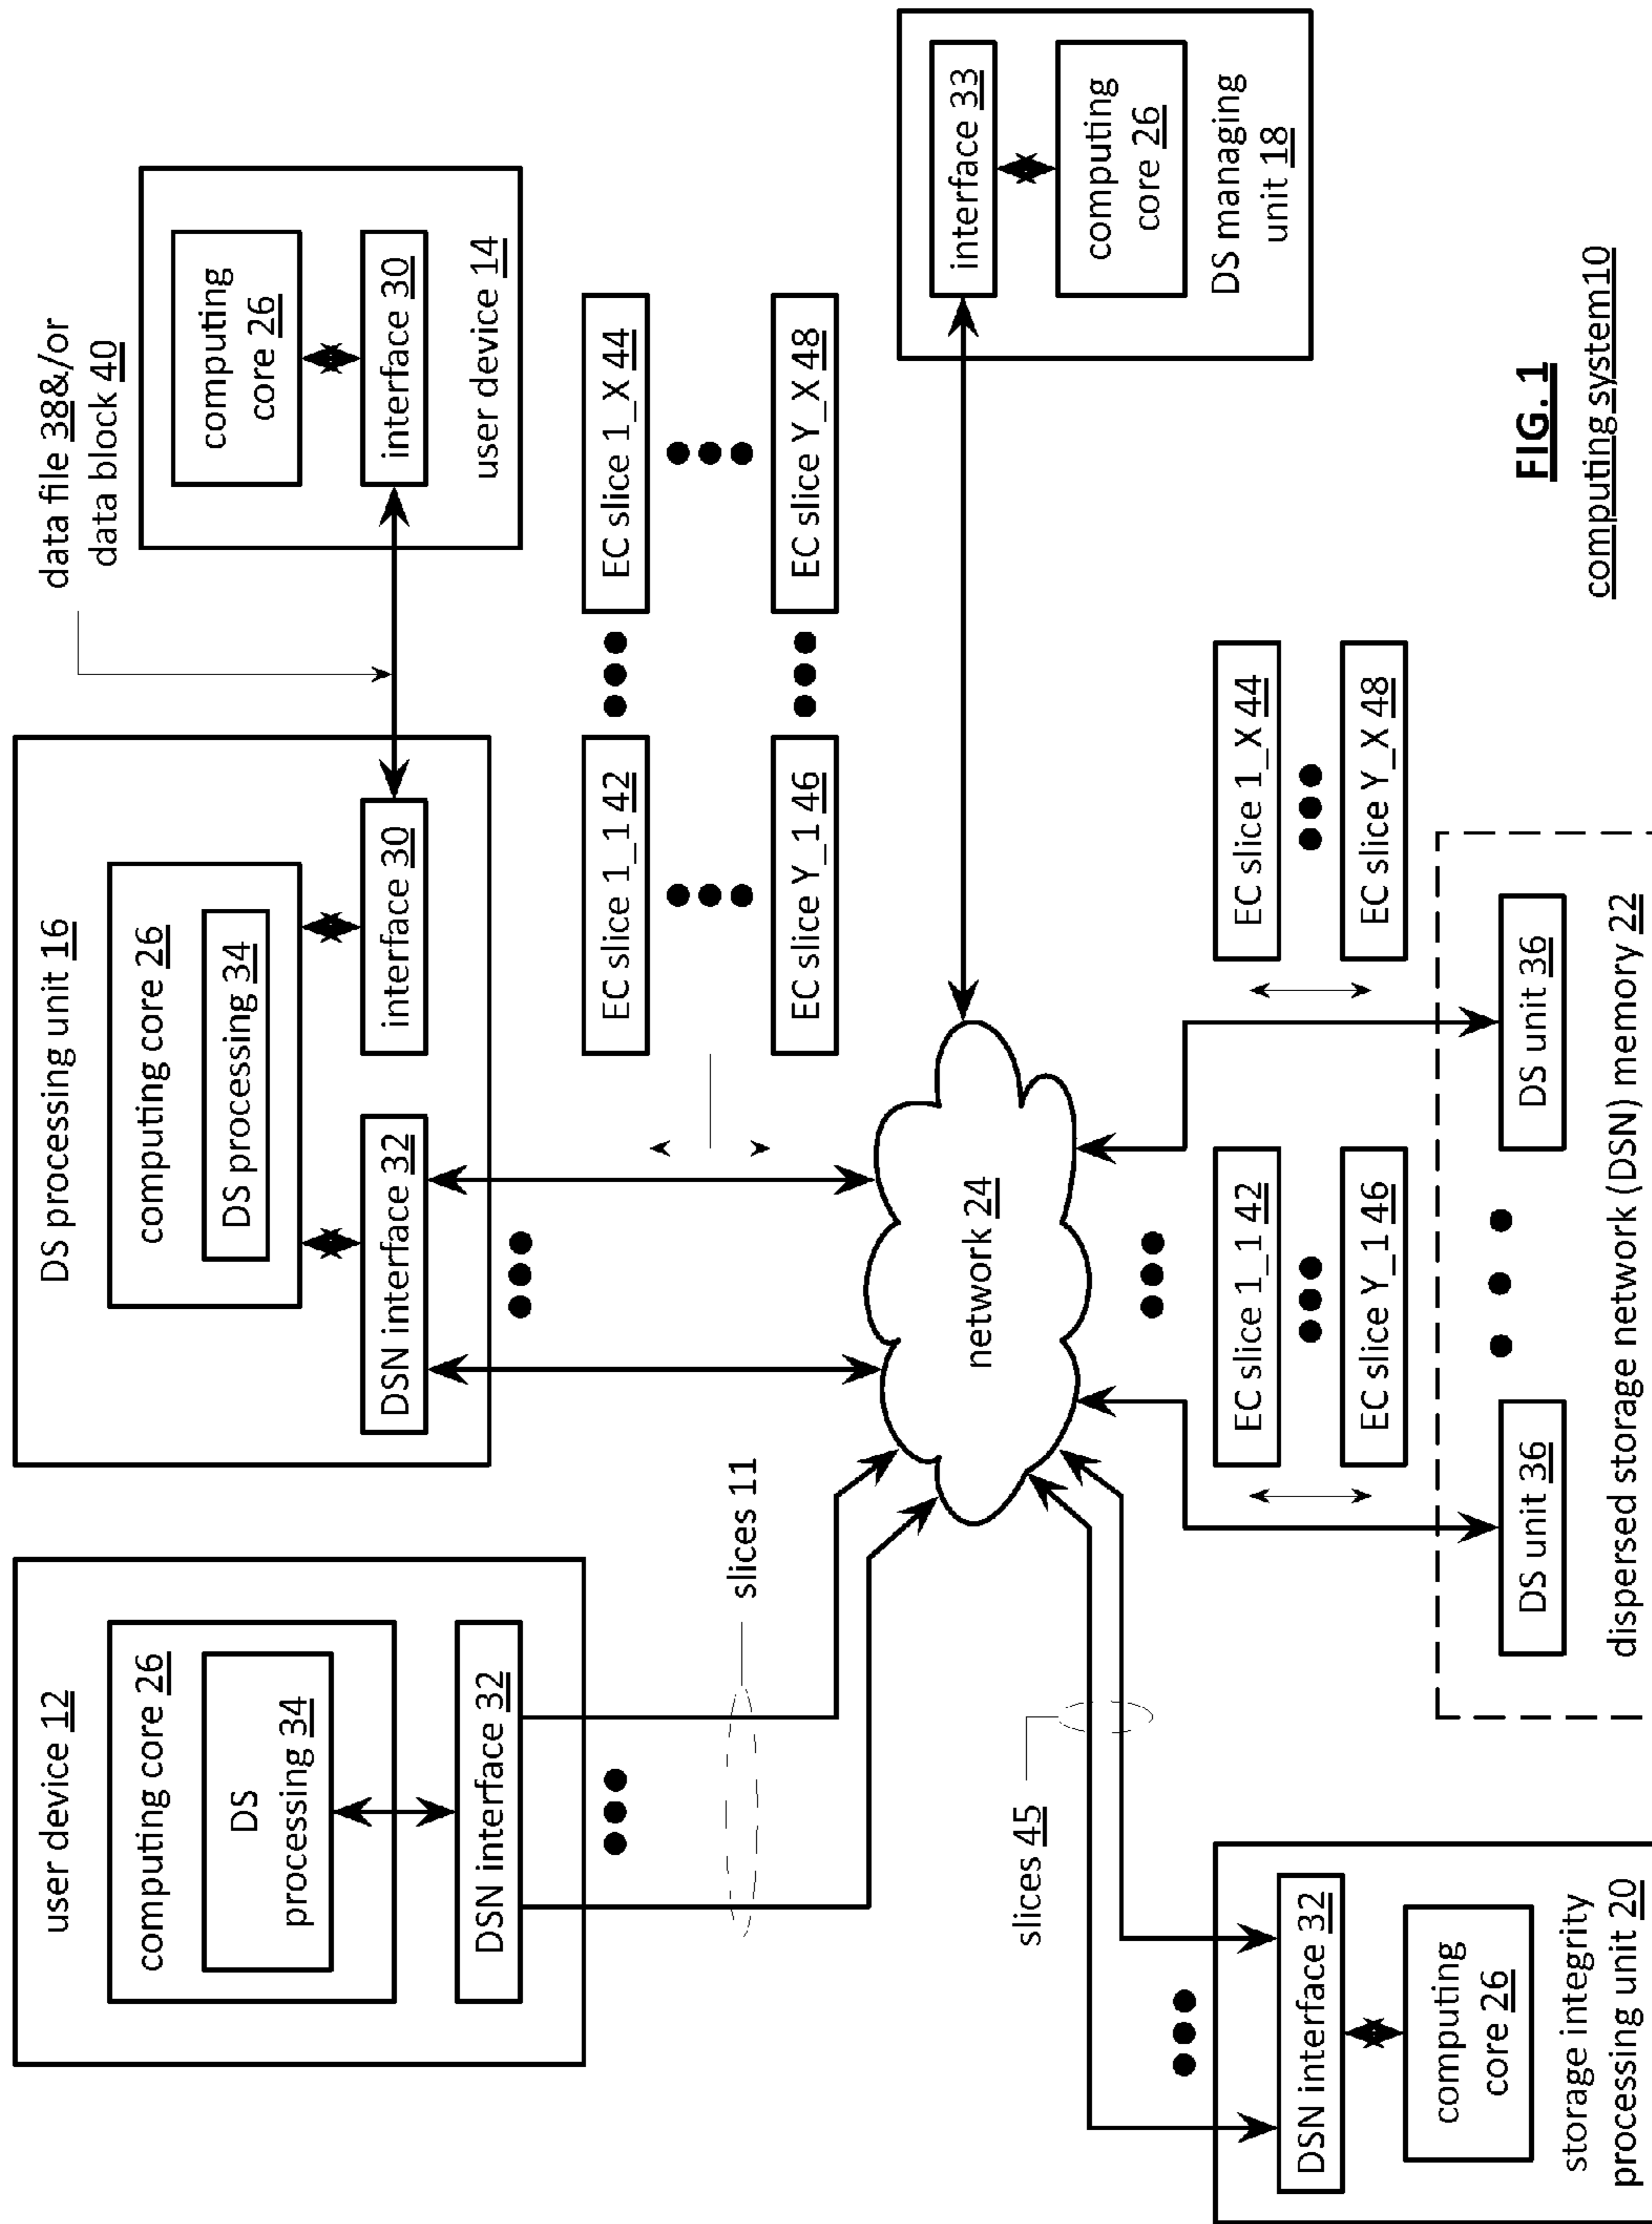 user device 12
computing core 26
DS
processing 34
DSN interface 32
slices 11
DS processing unit 16
computing core 26
DS processing 34
DSN interface 32
interface 30
data file 38&/or
data block 40
computing
core 26
interface 30
user device 14
EC slice 1_1 42
EC slice 1_X 44
EC slice Y_1 46
EC slice Y_X 48
network 24
interface 33
computing
core 26
DS managing
unit 18
slices 45
DSN interface 32
computing
core 26
storage integrity
processing unit 20
EC slice 1_1 42
EC slice Y_1 46
EC slice 1_X 44
EC slice Y_X 48
DS unit 36
DS unit 36
dispersed storage network (DSN) memory 22
FIG. 1
computing system10